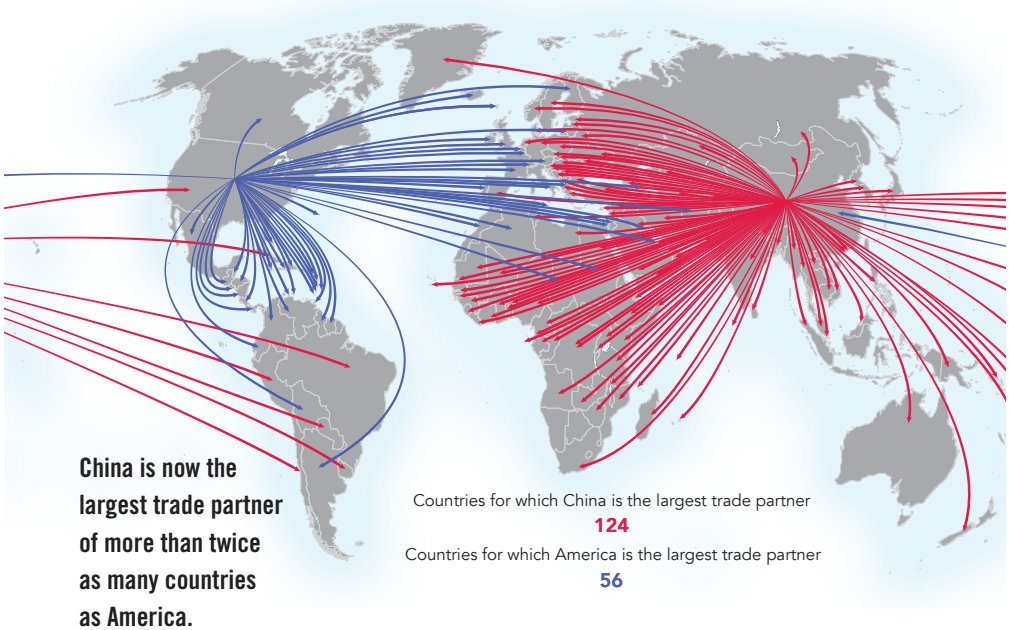 China is now the
largest trade partner
of more than twice
as many countries
as America.
Countries for which China is the largest trade partner
124
Countries for which America is the largest trade partner
56